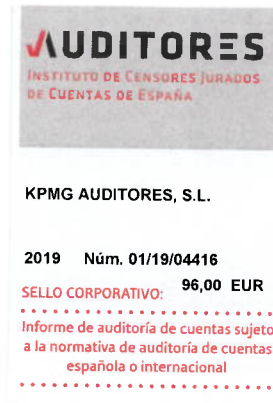 AUDITORES
INSTITUTO DE CENSORES JURADOS
DE CUENTAS DE ESPAÑA
KPMG AUDITORES, S.L.
2019 Núm. 01/19/04416
SELLO CORPORATIVO: 96,00 EUR
Informe de auditoría de cuentas sujeto
a la normativa de auditoría de cuentas
española o internacional